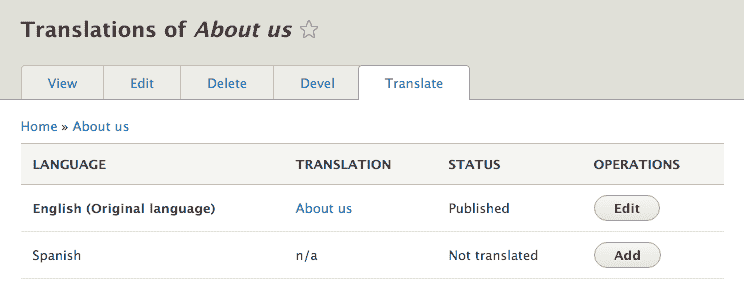 Translations of About us
View Edit Delete Devel Translate
Home » About us
LANGUAGE TRANSLATION STATUS OPERATIONS
English (Original language) About us Published Edit
Spanish n/a Not translated Add